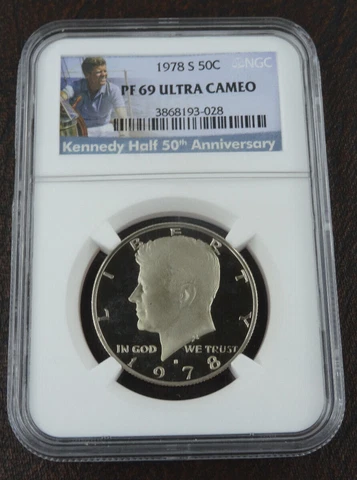 1978 S 50C NGC
PF 69 ULTRA CAMEO
3868193-028
Kennedy Half 50th Anniversary
LIBERTY
IN GOD WE TRUST
S
1978